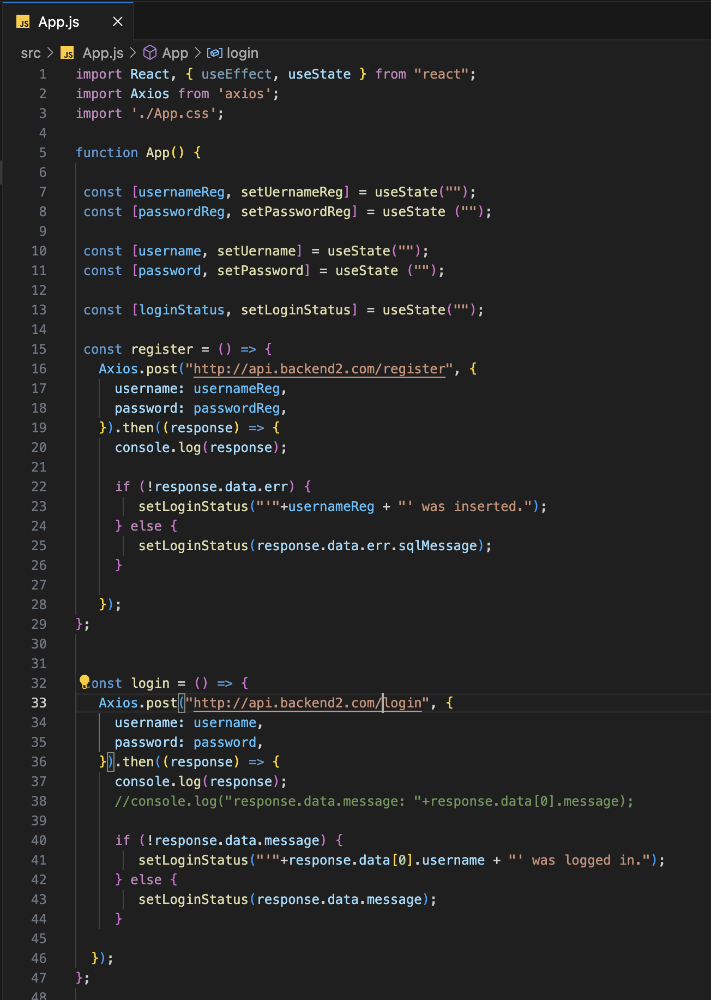 JS App.js ×
src > JS App.js > App > login
1 import React, { useEffect, useState } from "react";
2 import Axios from 'axios';
3 import './App.css';
4
5 function App() {
6
7 const [usernameReg, setUernameReg] = useState("");
8 const [passwordReg, setPasswordReg] = useState ("");
9
10 const [username, setUername] = useState("");
11 const [password, setPassword] = useState ("");
12
13 const [loginStatus, setLoginStatus] = useState("");
14
15 const register = () => {
16 Axios.post("http://api.backend2.com/register", {
17 username: usernameReg,
18 password: passwordReg,
19 }).then((response) => {
20 console.log(response);
21
22 if (!response.data.err) {
23 setLoginStatus("'"+usernameReg + "' was inserted.");
24 } else {
25 setLoginStatus(response.data.err.sqlMessage);
26 }
27
28 });
29 };
30
31
32 const login = () => {
33 Axios.post("http://api.backend2.com/login", {
34 username: username,
35 password: password,
36 }).then((response) => {
37 console.log(response);
38 //console.log("response.data.message: "+response.data[0].message);
39
40 if (!response.data.message) {
41 setLoginStatus("'"+response.data[0].username + "' was logged in.");
42 } else {
43 setLoginStatus(response.data.message);
44 }
45
46 });
47 };
48